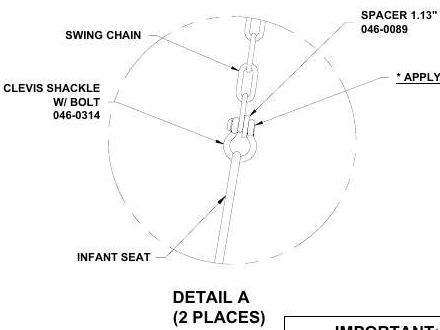 SPACER 1.13"
046-0089
SWING CHAIN
* APPLY
CLEVIS SHACKLE
W/ BOLT
046-0314
INFANT SEAT
DETAIL A
(2 PLACES)
IMPORTANT: